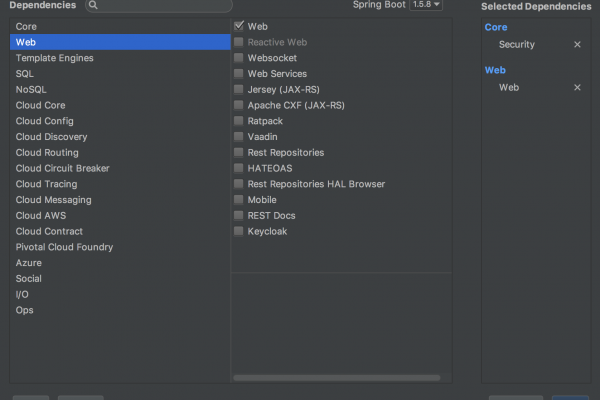 Dependencies
Spring Boot 1.5.8
Selected Dependencies
Core
Web
Template Engines
SQL
NoSQL
Cloud Core
Cloud Config
Cloud Discovery
Cloud Routing
Cloud Circuit Breaker
Cloud Tracing
Cloud Messaging
Cloud AWS
Cloud Contract
Pivotal Cloud Foundry
Azure
Social
I/O
Ops
Web
Reactive Web
Websocket
Web Services
Jersey (JAX-RS)
Apache CXF (JAX-RS)
Ratpack
Vaadin
Rest Repositories
HATEOAS
Rest Repositories HAL Browser
Mobile
REST Docs
Keycloak
Core
Security
Web
Web